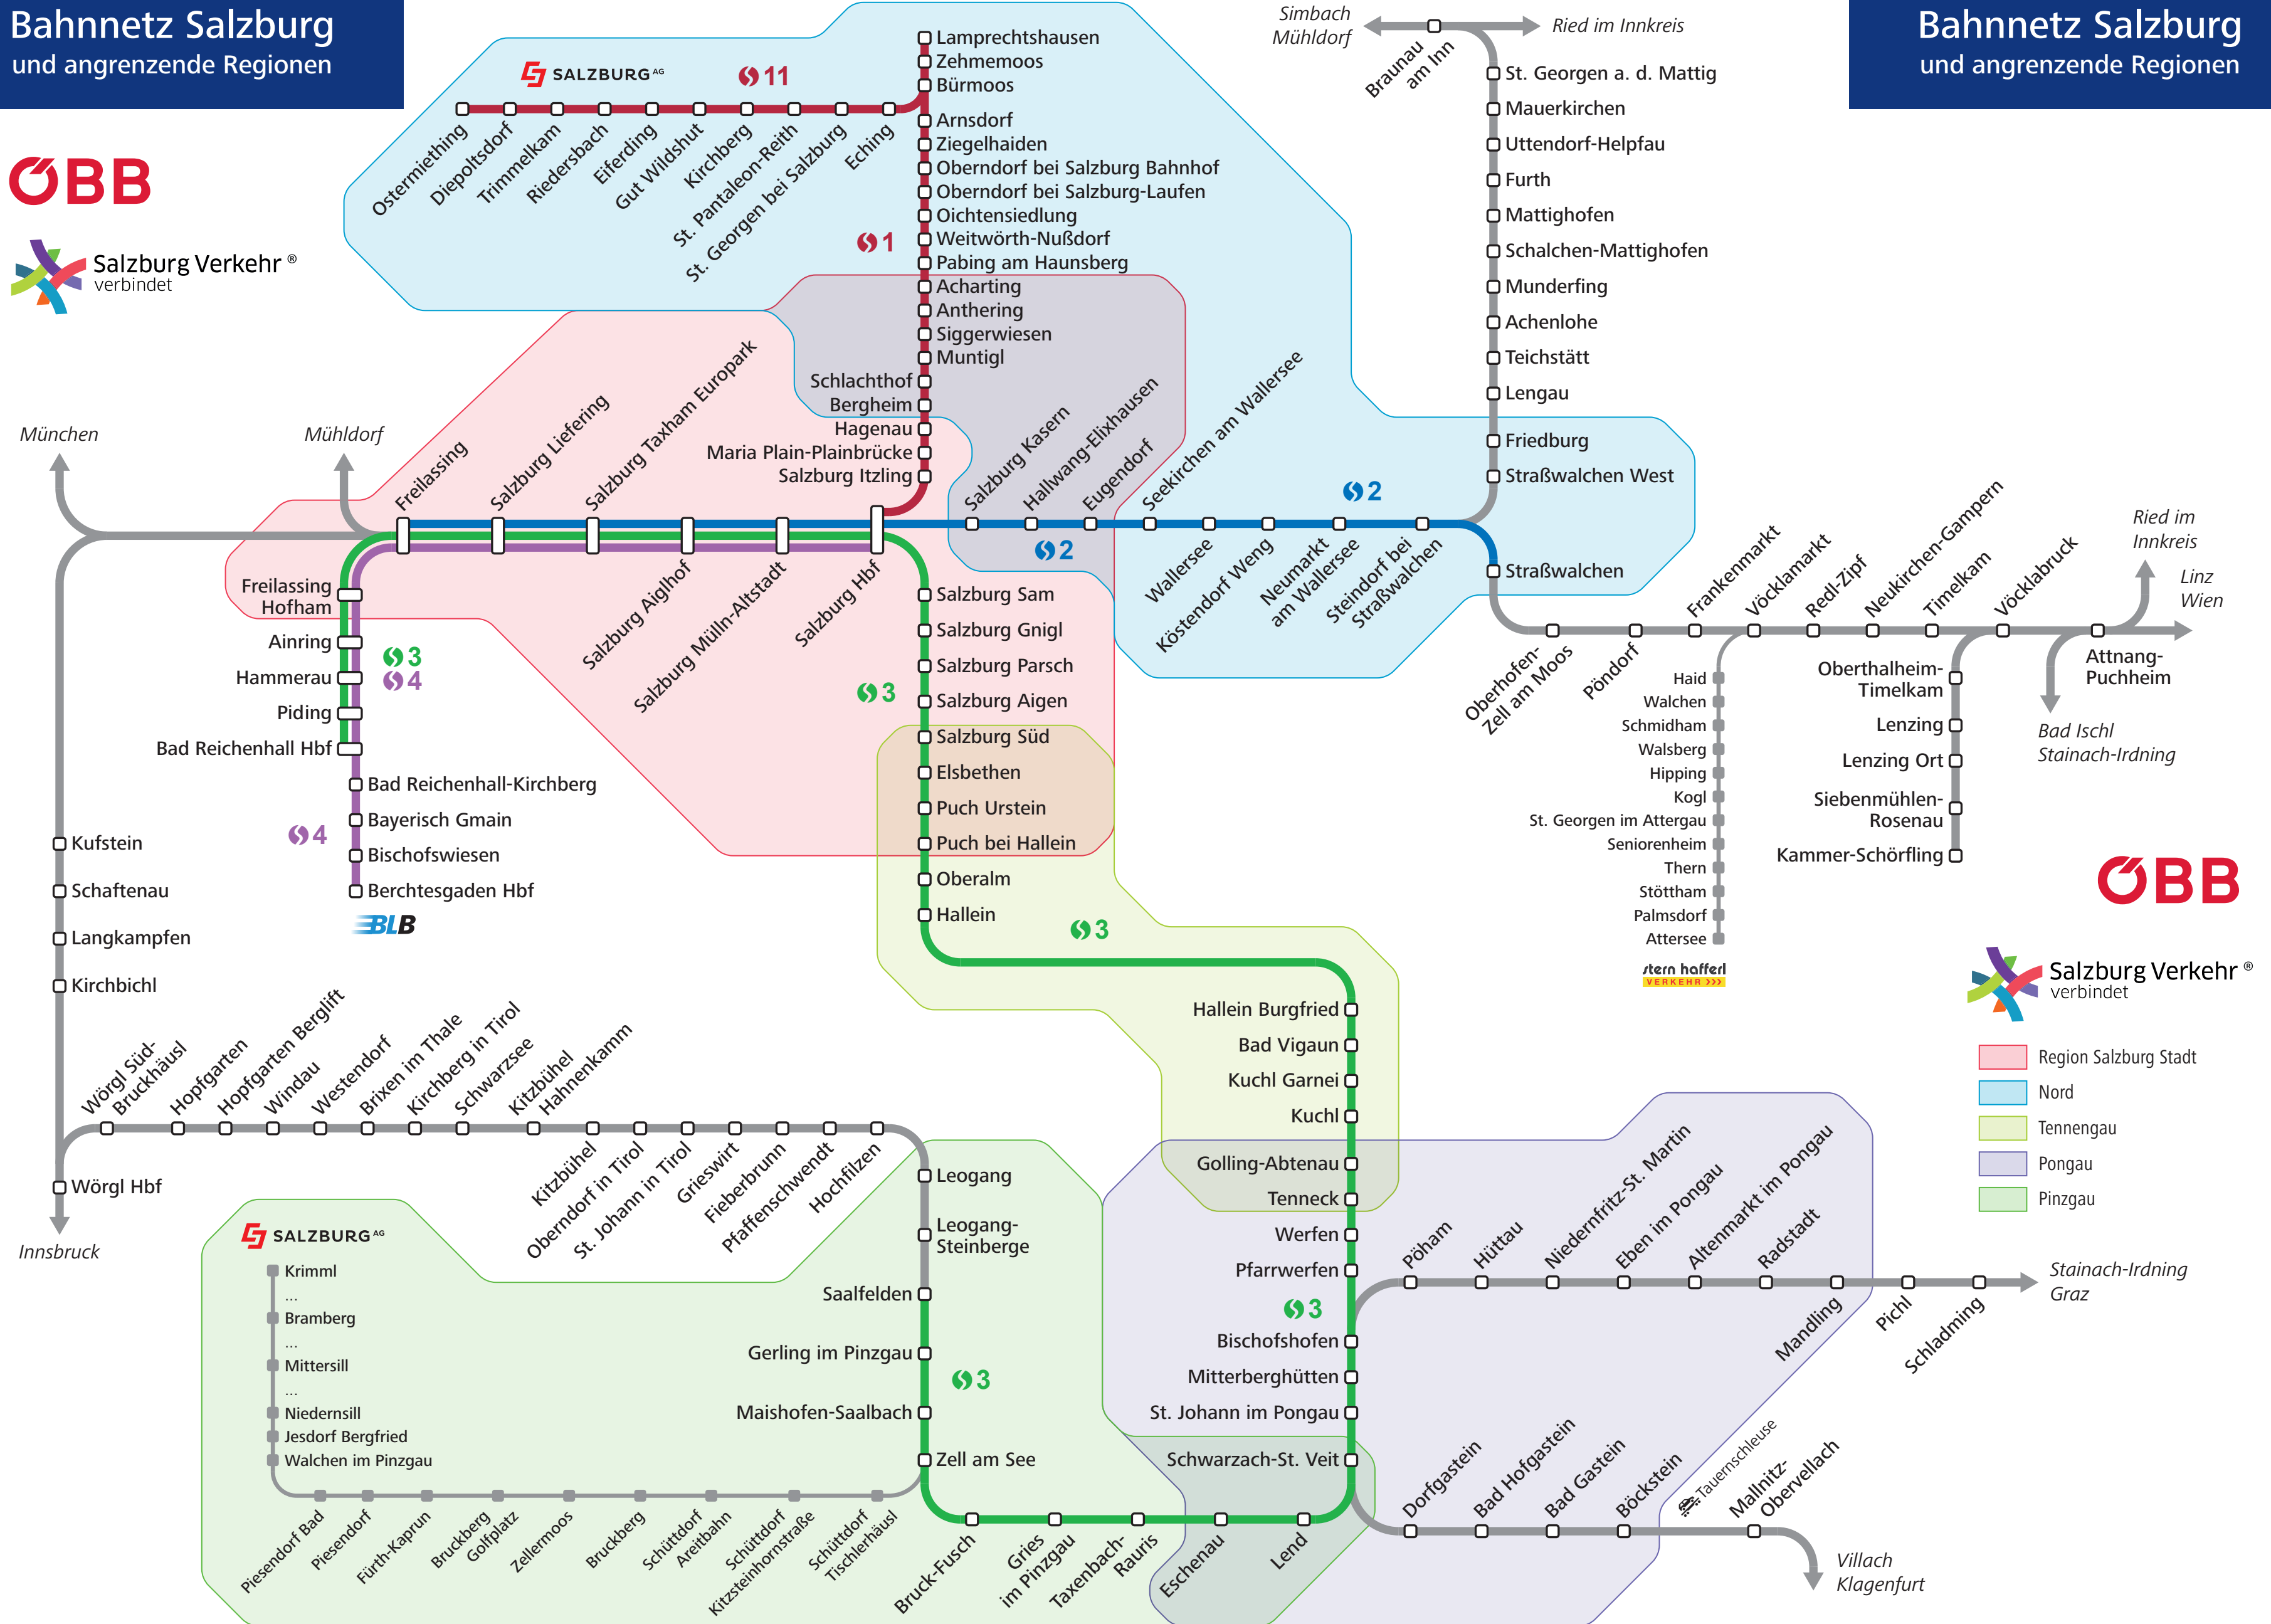 Bahnnetz Salzburg
und angrenzende Regionen
Bahnnetz Salzburg
und angrenzende Regionen
ÖBB
Salzburg Verkehr ®
verbindet
SALZBURG AG
11
Ostermiething
Diepoltsdorf
Trimmelkam
Riedersbach
Eiferding
Gut Wildshut
Kirchberg
St. Pantaleon-Reith
St. Georgen bei Salzburg
Eching
Lamprechtshausen
Zehmemoos
Bürmoos
Arnsdorf
Ziegelhaiden
Oberndorf bei Salzburg Bahnhof
Oberndorf bei Salzburg-Laufen
Oichtensiedlung
1
Weitwörth-Nußdorf
Pabing am Haunsberg
Acharting
Anthering
Siggerwiesen
Muntigl
Schlachthof
Bergheim
Hagenau
Maria Plain-Plainbrücke
Salzburg Itzling
Simbach
Mühldorf
Ried im Innkreis
Braunau
am Inn
St. Georgen a. d. Mattig
Mauerkirchen
Uttendorf-Helpfau
Furth
Mattighofen
Schalchen-Mattighofen
Munderfing
Achenlohe
Teichstätt
Lengau
Friedburg
Straßwalchen West
Straßwalchen
München
Mühldorf
Freilassing
Salzburg Liefering
Salzburg Taxham Europark
Salzburg Aiglhof
Salzburg Mülln-Altstadt
Salzburg Hbf
Salzburg Kasern
Hallwang-Elixhausen
Eugendorf
Seekirchen am Wallersee
2
2
Wallersee
Köstendorf Weng
Neumarkt
am Wallersee
Steindorf bei
Straßwalchen
Oberhofen-
Zell am Moos
Pöndorf
Frankenmarkt
Vöcklamarkt
Redl-Zipf
Neukirchen-Gampern
Timelkam
Vöcklabruck
Attnang-
Puchheim
Ried im
Innkreis
Linz
Wien
Bad Ischl
Stainach-Irdning
Haid
Walchen
Schmidham
Walsberg
Hipping
Kogl
St. Georgen im Attergau
Seniorenheim
Thern
Stöttham
Palmsdorf
Attersee
stern hafferl
VERKEHR >>>
Oberthalheim-
Timelkam
Lenzing
Lenzing Ort
Siebenmühlen-
Rosenau
Kammer-Schörfling
Freilassing
Hofham
Ainring
Hammerau
Piding
Bad Reichenhall Hbf
3
4
Bad Reichenhall-Kirchberg
Bayerisch Gmain
4
Bischofswiesen
Berchtesgaden Hbf
BLB
Salzburg Sam
Salzburg Gnigl
Salzburg Parsch
3
Salzburg Aigen
Salzburg Süd
Elsbethen
Puch Urstein
Puch bei Hallein
Oberalm
Hallein
3
Hallein Burgfried
Bad Vigaun
Kuchl Garnei
Kuchl
Golling-Abtenau
Tenneck
Werfen
Pfarrwerfen
3
Bischofshofen
Mitterberghütten
St. Johann im Pongau
Schwarzach-St. Veit
Kufstein
Schaftenau
Langkampfen
Kirchbichl
Wörgl Hbf
Innsbruck
Wörgl Süd-
Bruckhäusl
Hopfgarten
Hopfgarten Berglift
Windau
Westendorf
Brixen im Thale
Kirchberg in Tirol
Schwarzsee
Kitzbühel
Hahnenkamm
Kitzbühel
Oberndorf in Tirol
St. Johann in Tirol
Grieswirt
Fieberbrunn
Pfaffenschwendt
Hochfilzen
Leogang
Leogang-
Steinberge
Saalfelden
Gerling im Pinzgau
3
Maishofen-Saalbach
Zell am See
SALZBURG AG
Krimml
...
Bramberg
...
Mittersill
...
Niedernsill
Jesdorf Bergfried
Walchen im Pinzgau
Piesendorf Bad
Piesendorf
Fürth-Kaprun
Bruckberg
Golfplatz
Zellermoos
Bruckberg
Schüttdorf
Areitbahn
Schüttdorf
Kitzsteinhornstraße
Schüttdorf
Tischlerhäusl
Bruck-Fusch
Gries
im Pinzgau
Taxenbach-
Rauris
Eschenau
Lend
Pöham
Hüttau
Niedernfritz-St. Martin
Eben im Pongau
Altenmarkt im Pongau
Radstadt
Mandling
Pichl
Schladming
Stainach-Irdning
Graz
Dorfgastein
Bad Hofgastein
Bad Gastein
Böckstein
Tauernschleuse
Mallnitz-
Obervellach
Villach
Klagenfurt
ÖBB
Salzburg Verkehr ®
verbindet
Region Salzburg Stadt
Nord
Tennengau
Pongau
Pinzgau